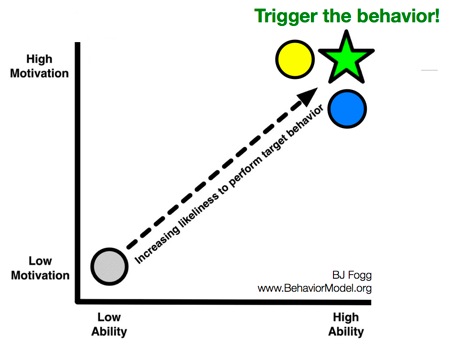 Trigger the behavior!
High
Motivation
Increasing likeliness to perform target behavior
Low
Motivation
BJ Fogg
www.BehaviorModel.org
Low
Ability
High
Ability